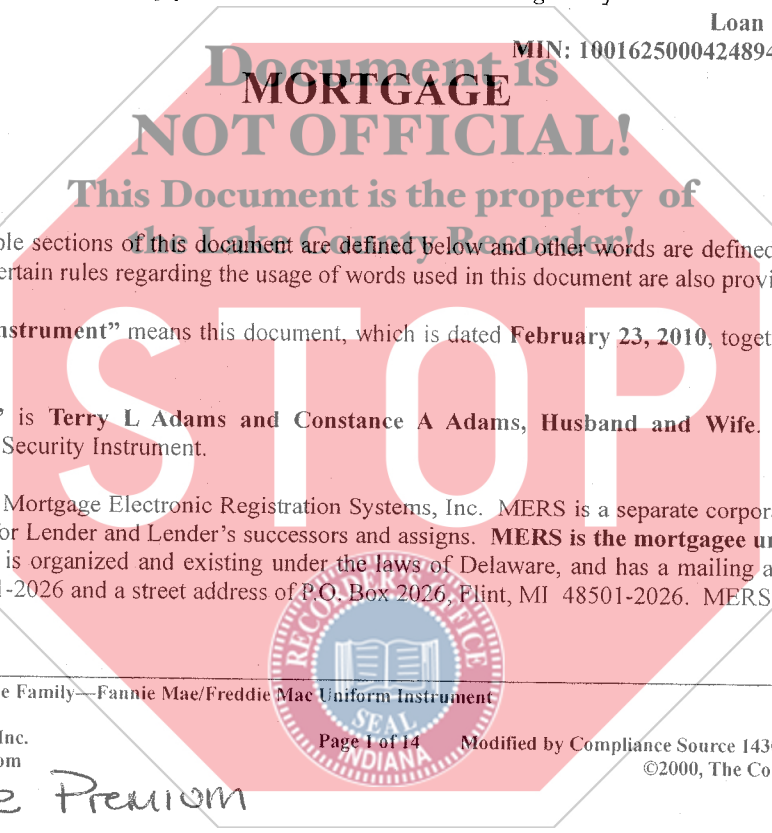 Loan
MIN: 1001625000424894
Document is
MORTGAGE
NOT OFFICIAL!
This Document is the property of
the Lake County Recorder!
ble sections of this document are defined below and other words are defined
ertain rules regarding the usage of words used in this document are also provi
nstrument” means this document, which is dated February 23, 2010, toget
STOP
” is Terry L Adams and Constance A Adams, Husband and Wife.
Security Instrument.
Mortgage Electronic Registration Systems, Inc. MERS is a separate corpora
for Lender and Lender’s successors and assigns. MERS is the mortgagee un
is organized and existing under the laws of Delaware, and has a mailing a
1-2026 and a street address of P.O. Box 2026, Flint, MI 48501-2026. MERS
RECORDER'S OFFICE
SEAL
INDIANA
e Family—Fannie Mae/Freddie Mac Uniform Instrument
Inc.
Page 1 of 14
Modified by Compliance Source 1430
om
©2000, The Co
e Premium